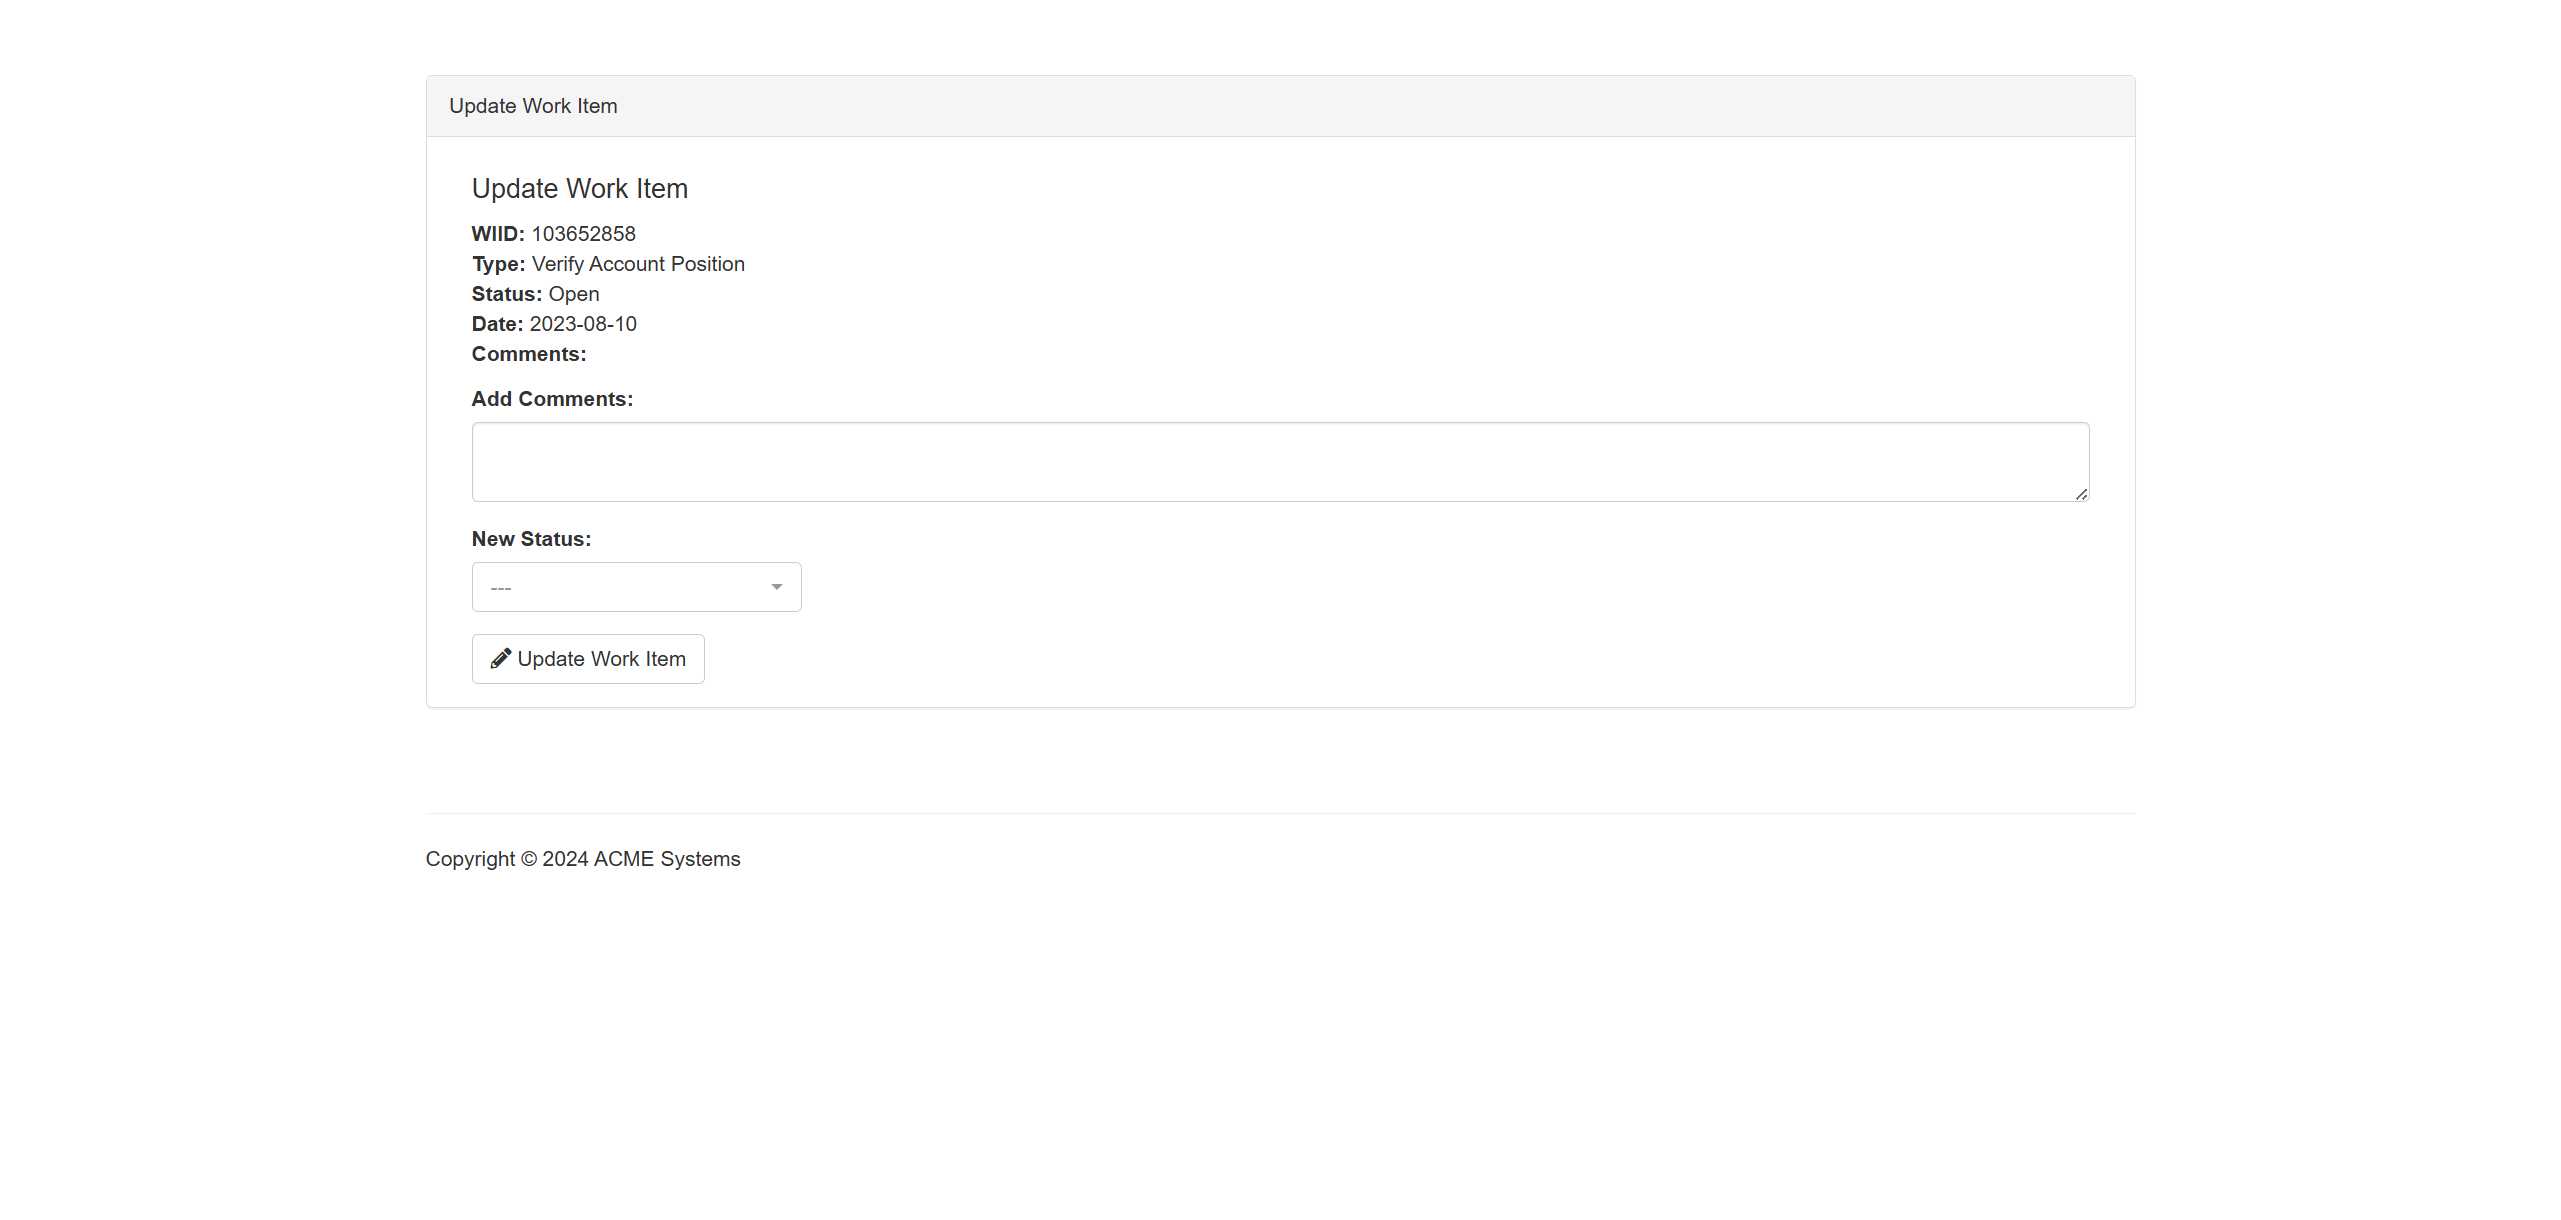 Update Work Item
Update Work Item
WIID: 103652858
Type: Verify Account Position
Status: Open
Date: 2023-08-10
Comments:
Add Comments:
New Status:
---
Update Work Item
Copyright © 2024 ACME Systems